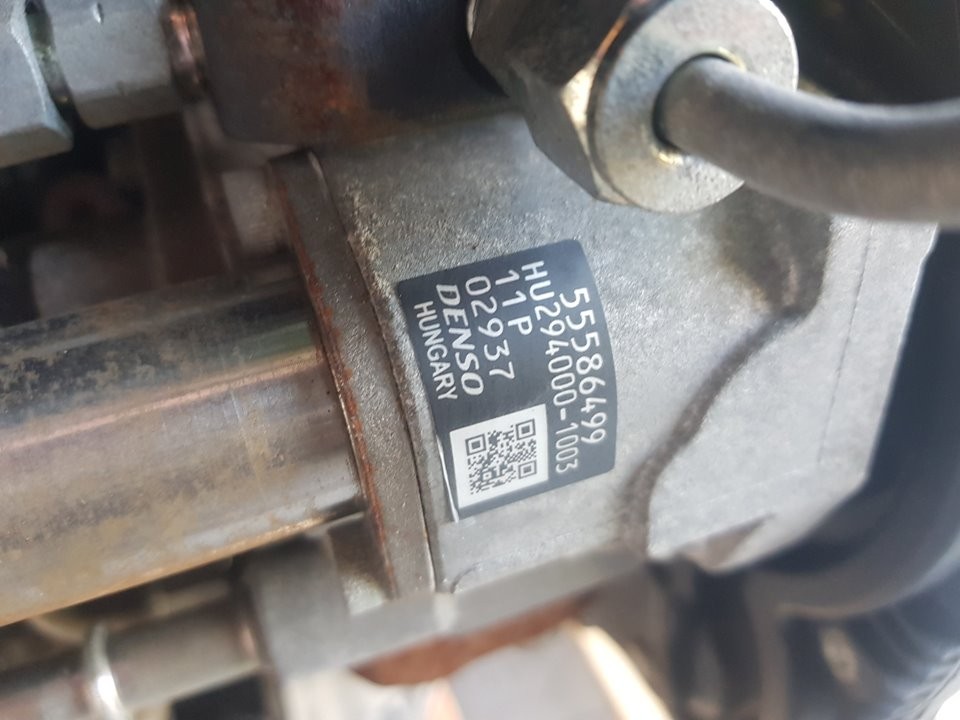 55586499
HU294000-1003
11P
02937
DENSO
HUNGARY